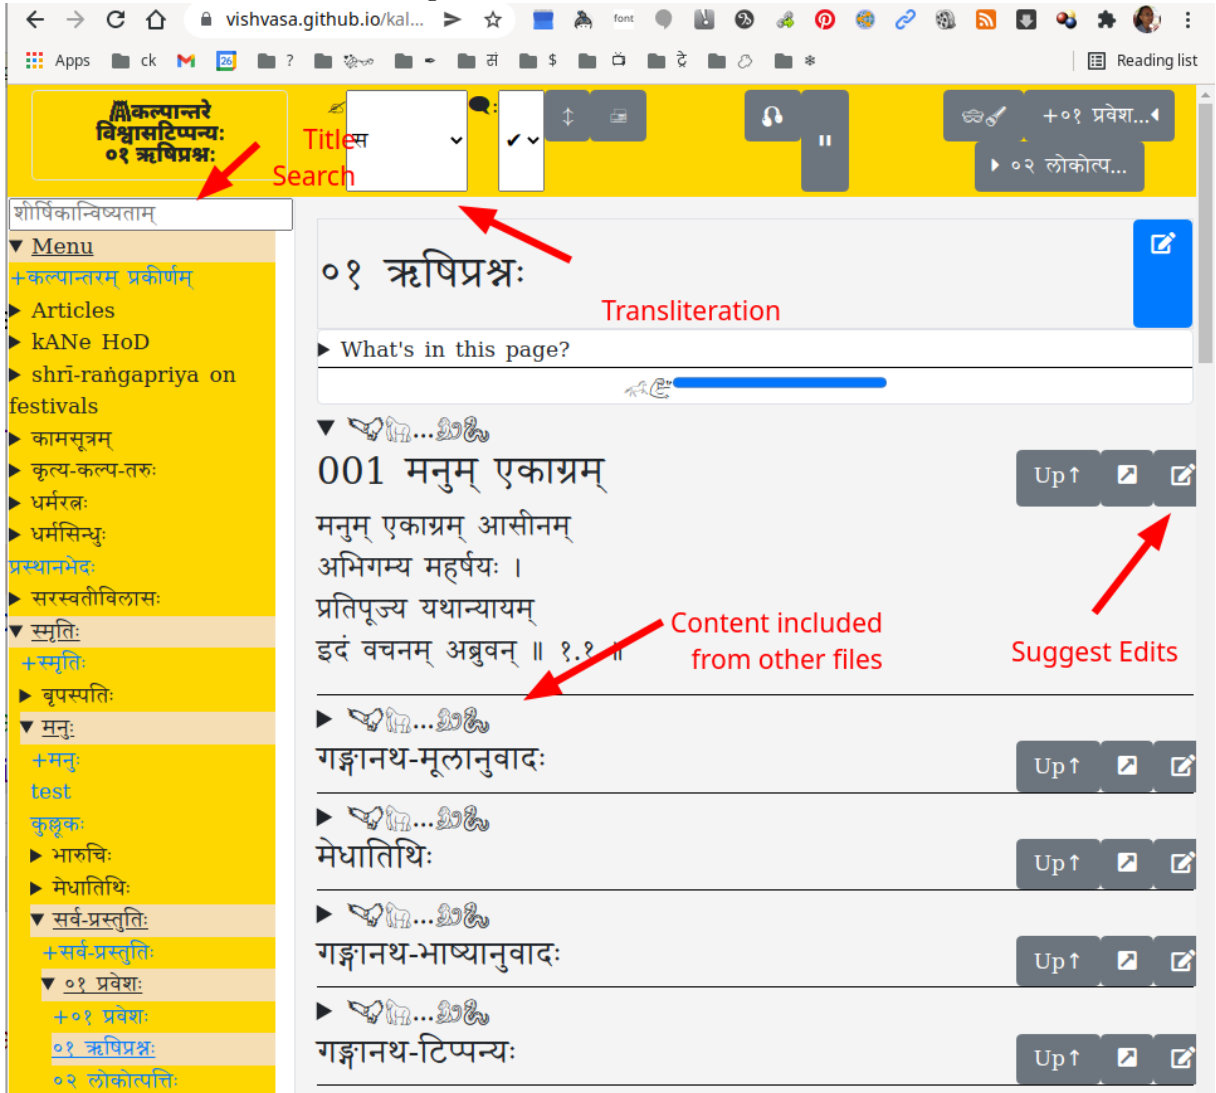 vishvasa.github.io/kal...
font
Apps
ck
26
?
सं
$
ट्रे
Reading list
कल्पान्तरे
विश्वासटिप्पन्यः
०१ ऋषिप्रश्नः
Title
Search
स
+०१ प्रवेश...
०२ लोकोत्प...
शीर्षिकान्विष्यताम्
Menu
+कल्पान्तरम् प्रकीर्णम्
Articles
kANe HoD
shrī-raṅgapriya on
festivals
कामसूत्रम्
कृत्य-कल्प-तरुः
धर्मरत्नः
धर्मसिन्धुः
प्रस्थानभेदः
सरस्वतीविलासः
स्मृतिः
+स्मृतिः
बृपस्पतिः
मनुः
+मनुः
test
कुल्लूकः
भारुचिः
मेधातिथिः
सर्व-प्रस्तुतिः
+सर्व-प्रस्तुतिः
०१ प्रवेशः
+०१ प्रवेशः
०१ ऋषिप्रश्नः
०२ लोकोत्पत्तिः
०१ ऋषिप्रश्नः
Transliteration
What's in this page?
...
001 मनुम् एकाग्रम्
Up↑
मनुम् एकाग्रम् आसीनम्
अभिगम्य महर्षयः ।
प्रतिपूज्य यथान्यायम्
इदं वचनम् अब्रुवन् ॥ १.१ ॥
Content included
from other files
Suggest Edits
...
गङ्गानथ-मूलानुवादः
Up↑
...
मेधातिथिः
Up↑
...
गङ्गानथ-भाष्यानुवादः
Up↑
...
गङ्गानथ-टिप्पन्यः
Up↑